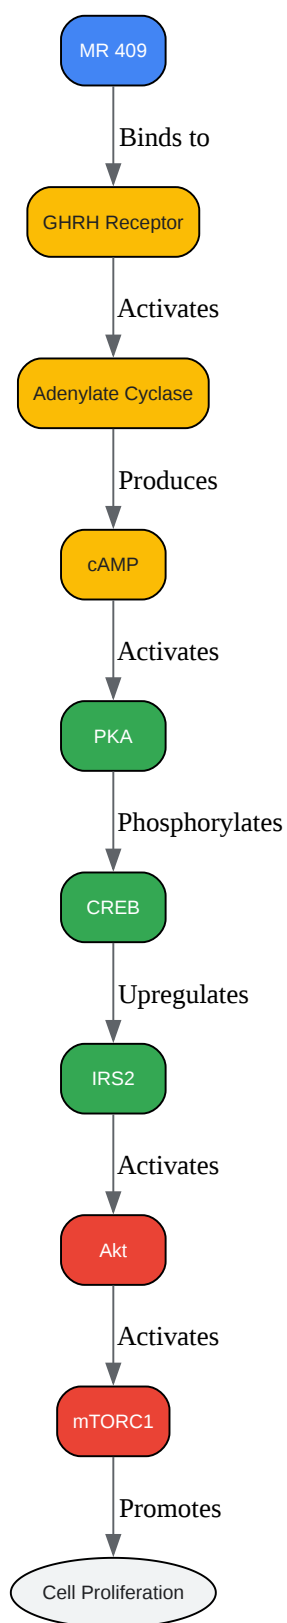 MR 409
Binds to
GHRH Receptor
Activates
Adenylate Cyclase
Produces
cAMP
Activates
PKA
Phosphorylates
CREB
Upregulates
IRS2
Activates
Akt
Activates
mTORC1
Promotes
Cell Proliferation